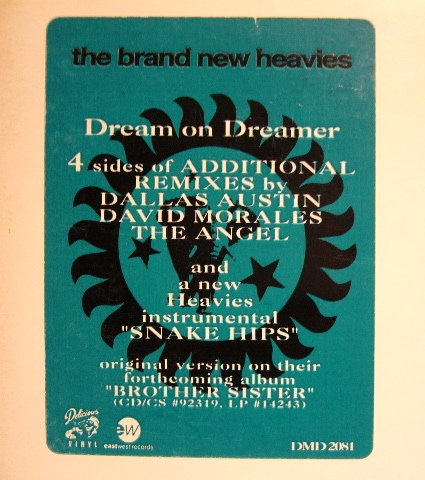 the brand new heavies
Dream on Dreamer
4 sides of ADDITIONAL
REMIXES by
DALLAS AUSTIN
DAVID MORALES
THE ANGEL
and
a new
Heavies
instrumental
"SNAKE HIPS"
original version on their
forthcoming album
"BROTHER SISTER"
(CD/CS #92319, LP #14243)
Delicious
VINYL
ew
eastwest records
DMD 2081